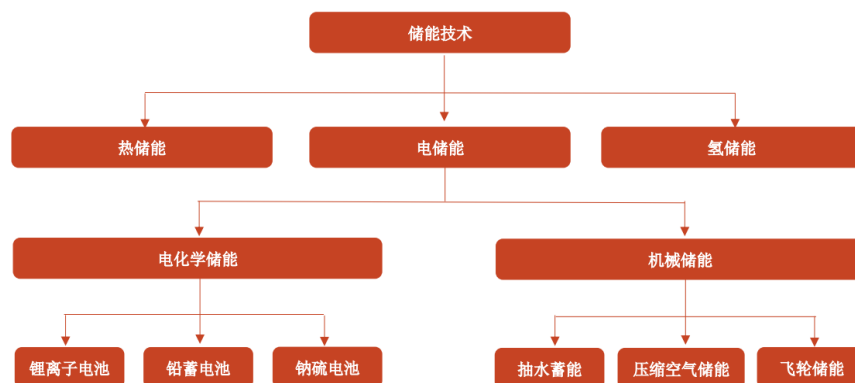 储能技术
热储能
电储能
氢储能
电化学储能
机械储能
锂离子电池
铅蓄电池
钠硫电池
抽水蓄能
压缩空气储能
飞轮储能